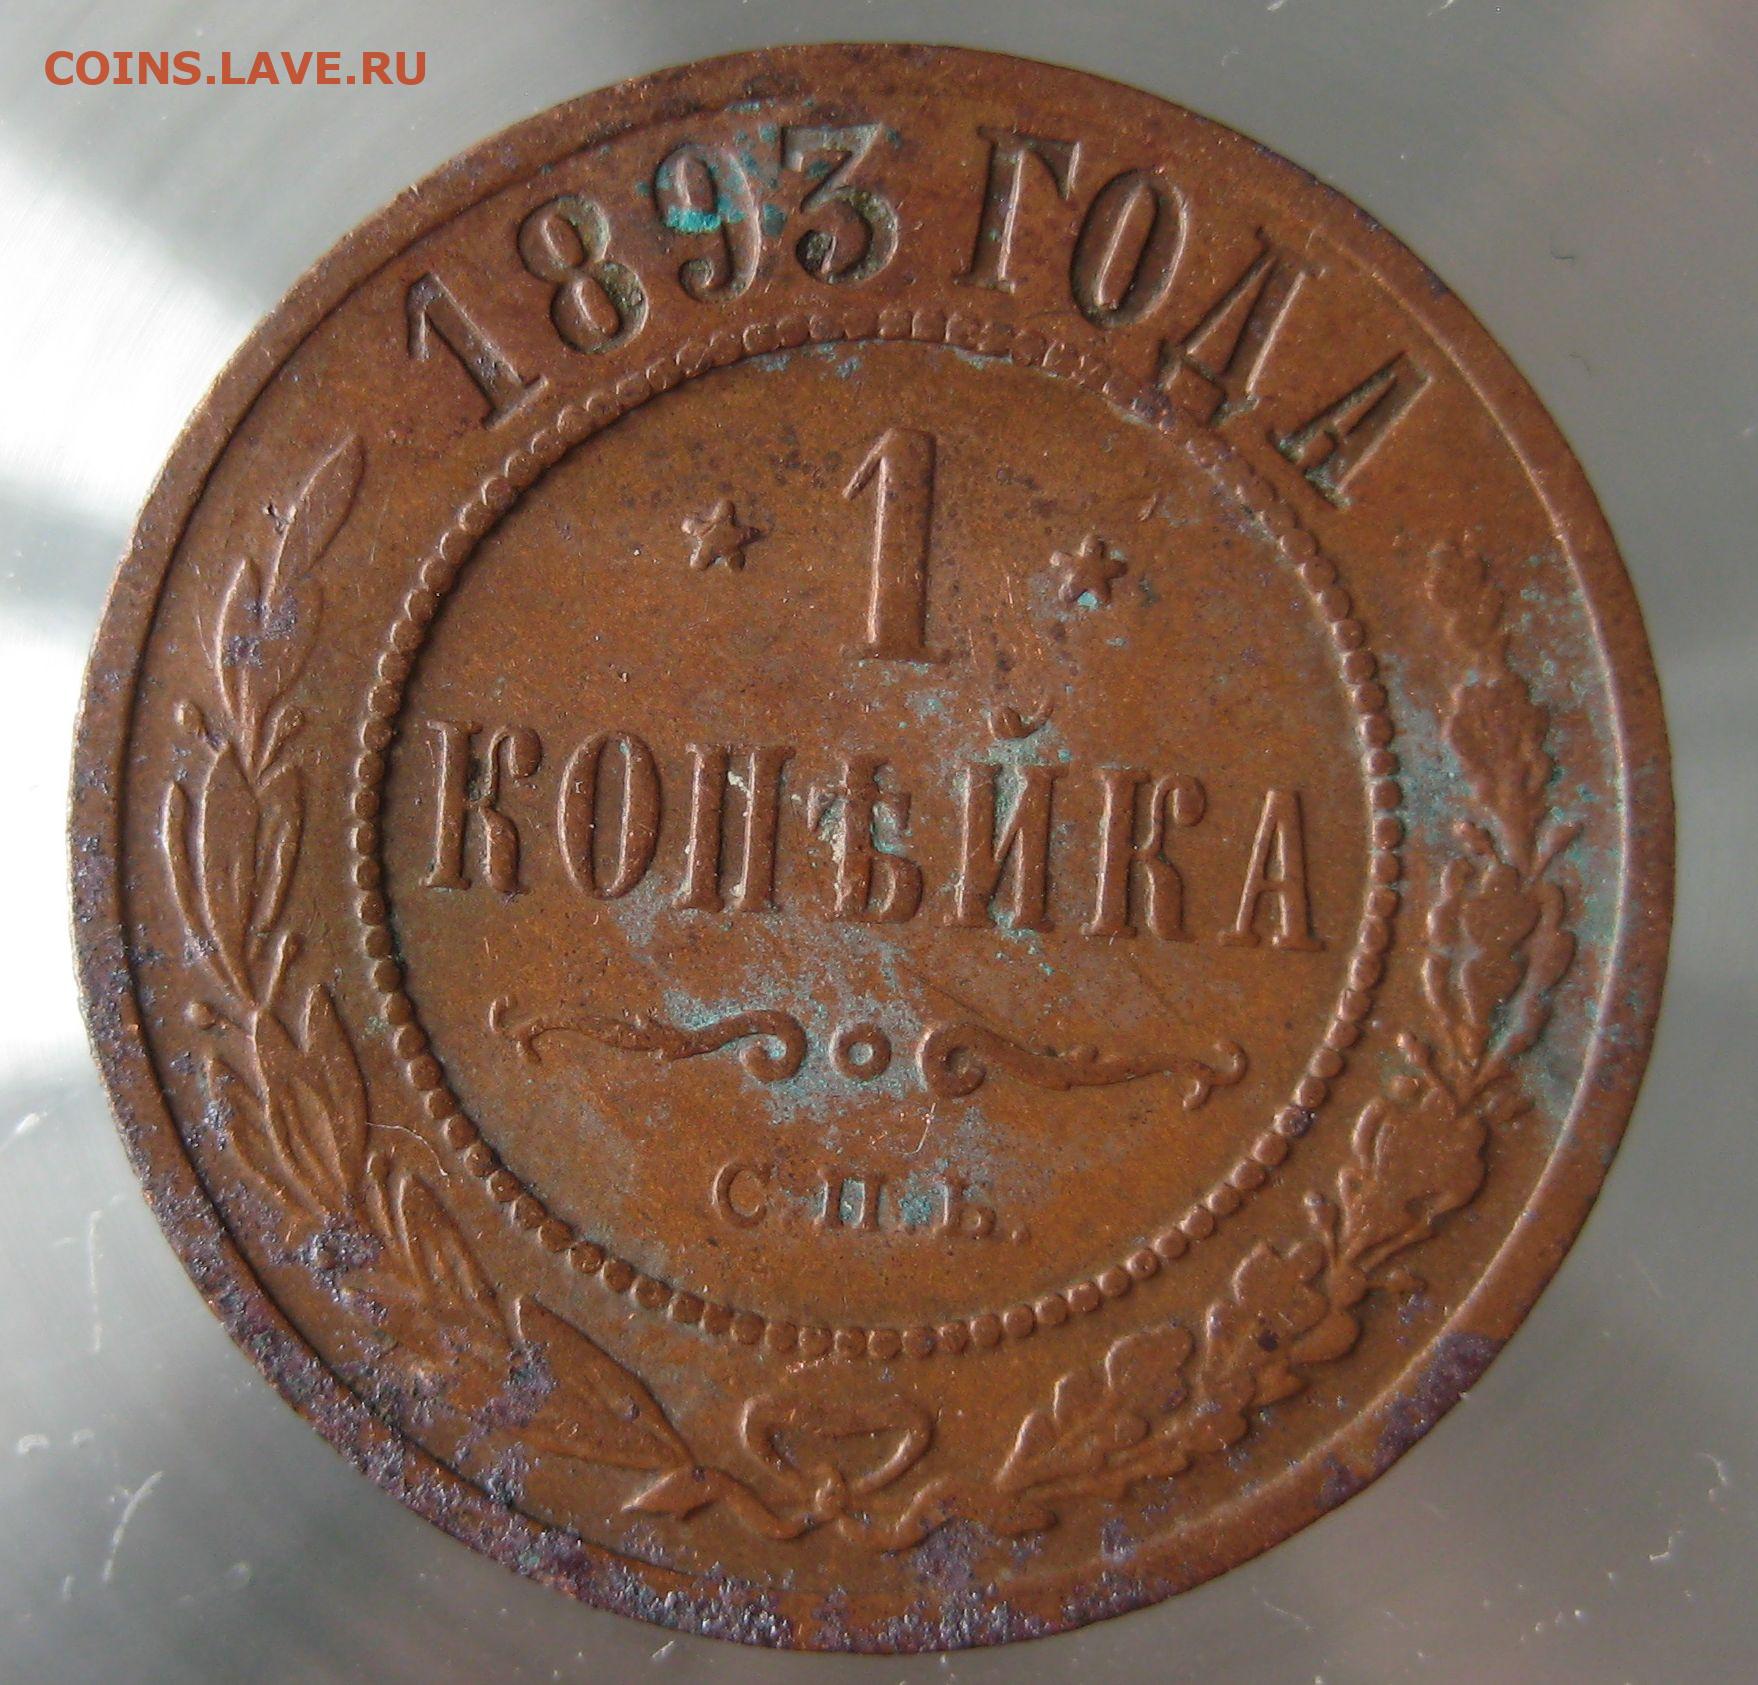 COINS.LAVE.RU
1893 ГОДА
1
КОПѢЙКА
С.П.Б.